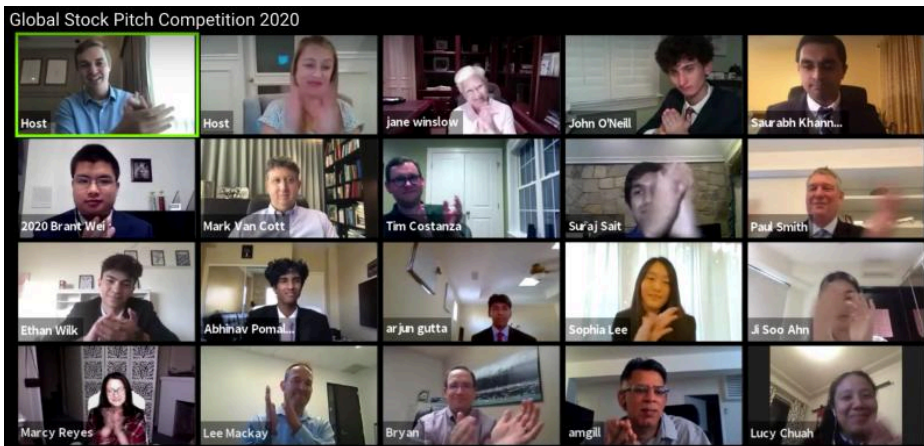 Global Stock Pitch Competition 2020
Host
Host
jane winslow
John O'Neill
Saurabh Khann...
2020 Brant Wei
Mark Van Cott
Tim Costanza
Suraj Sait
Paul Smith
Ethan Wilk
Abhinav Pomal...
arjun gutta
Sophia Lee
Ji Soo Ahn
Marcy Reyes
Lee Mackay
Bryan
amgill
Lucy Chuah